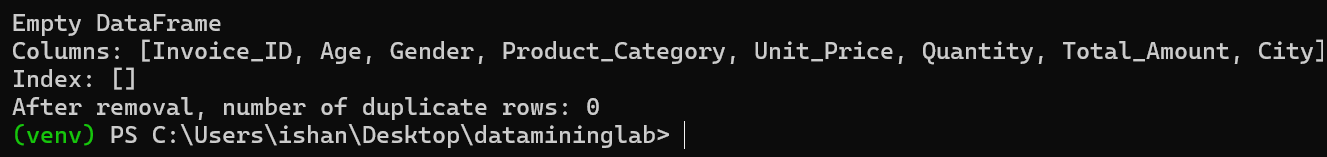 Empty DataFrame
Columns: [Invoice_ID, Age, Gender, Product_Category, Unit_Price, Quantity, Total_Amount, City]
Index: []
After removal, number of duplicate rows: 0
(venv) PS C:\Users\ishan\Desktop\datamininglab>